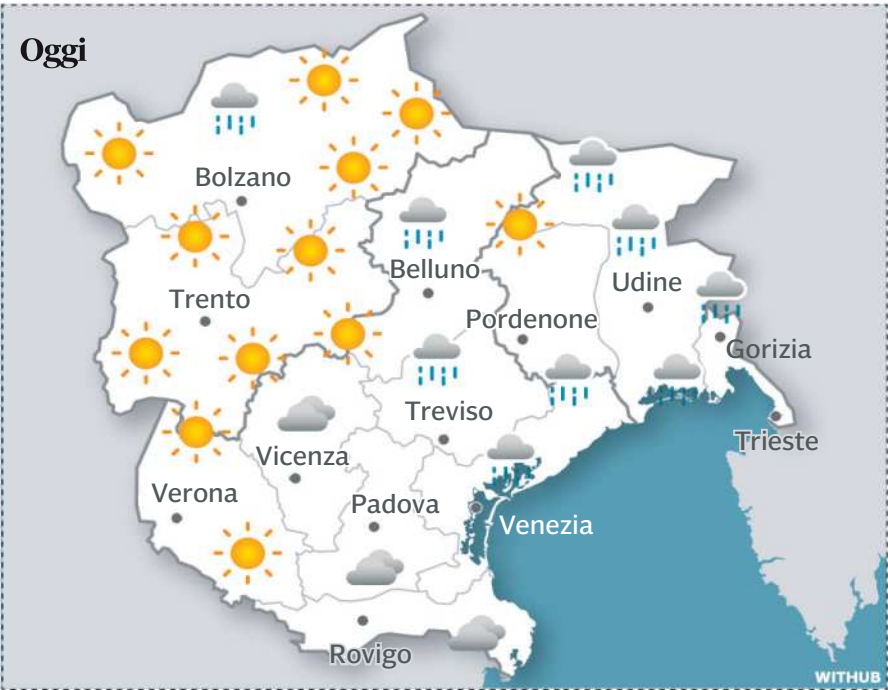 Oggi
Bolzano
Belluno
Udine
Trento
Pordenone
Gorizia
Treviso
Trieste
Vicenza
Verona
Padova
Venezia
Rovigo
WITHUB